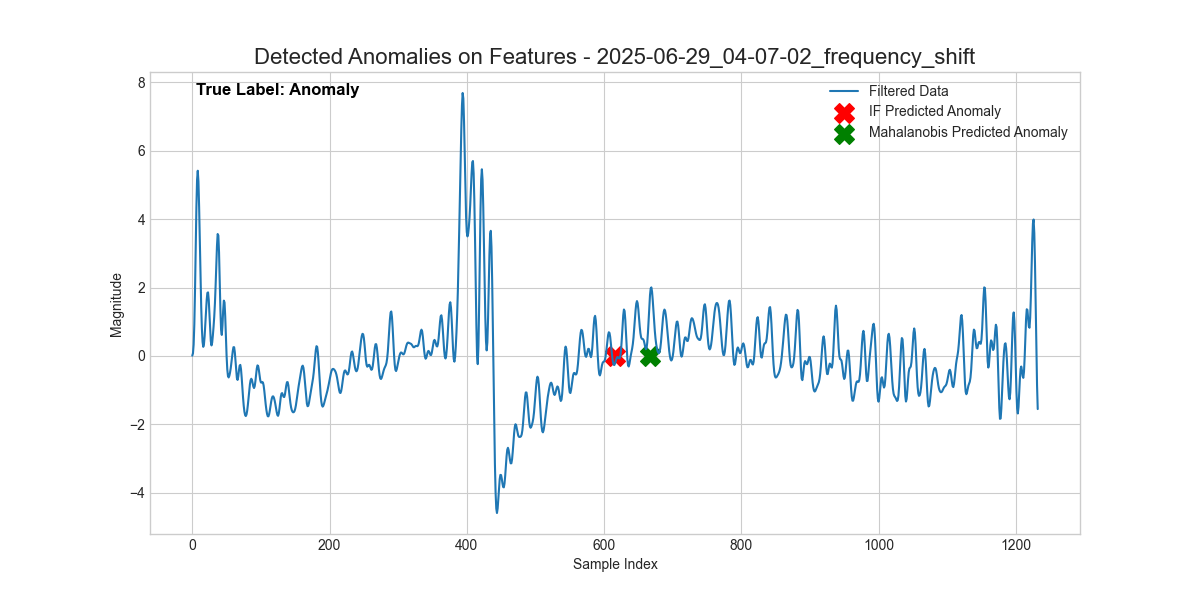 Detected Anomalies on Features - 2025-06-29_04-07-02_frequency_shift
True Label: Anomaly
Filtered Data
IF Predicted Anomaly
Mahalanobis Predicted Anomaly
Magnitude
8
6
4
2
0
−2
−4
0 200 400 600 800 1000 1200
Sample Index